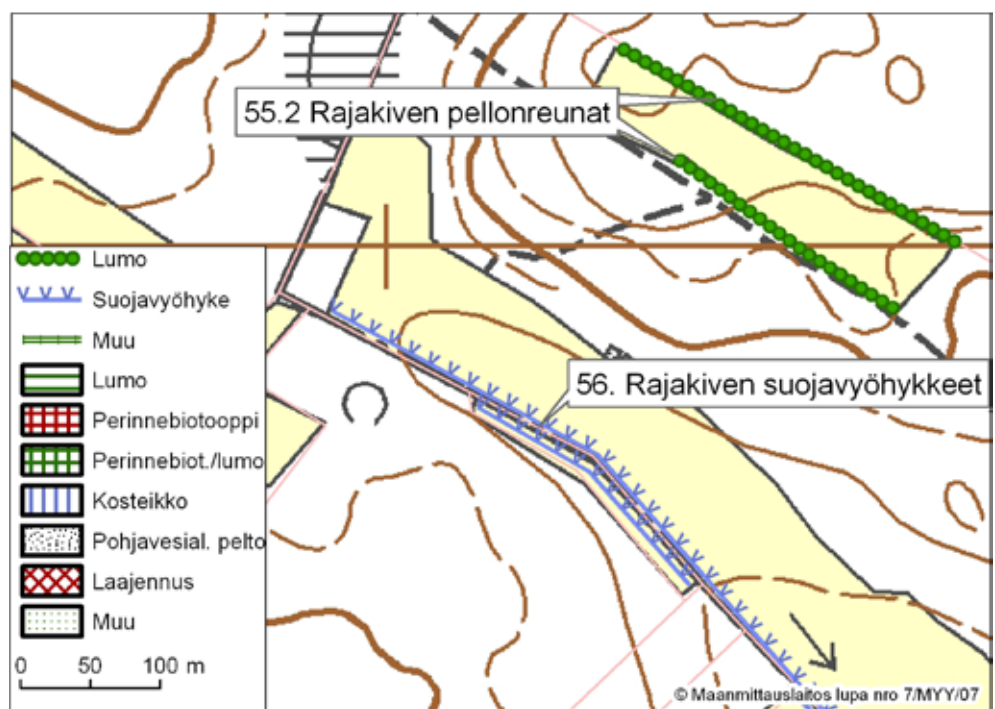 55.2 Rajakiven pellonreunat
Lumo
Suojavyöhyke
Muu
Lumo
Perinnebiotooppi
Perinnebiot./lumo
Kosteikko
Pohjavesial. pelto
Laajennus
Muu
0 50 100 m
56. Rajakiven suojavyöhykkeet
© Maanmittauslaitos lupa nro 7/MYY/07